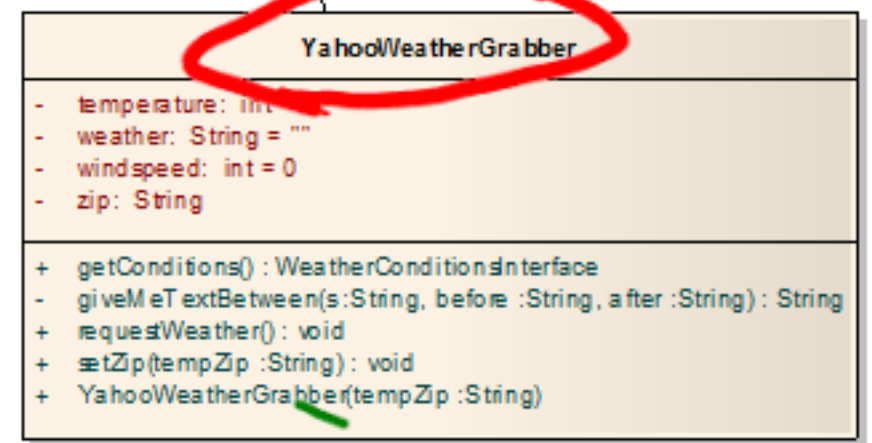 YahooWeatherGrabber
- temperature: int
- weather: String = ""
- windspeed: int = 0
- zip: String
+ getConditions() : WeatherConditionsInterface
- giveMeTextBetween(s:String, before :String, after :String) : String
+ requestWeather() : void
+ setZip(tempZip :String) : void
+ YahooWeatherGrabber(tempZip :String)